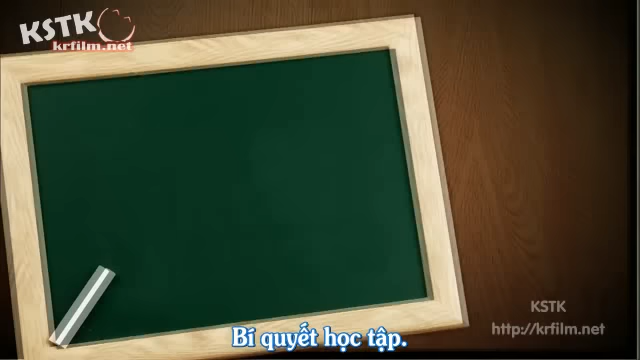 KSTK
krfilm.net
KSTK
http://krfilm.net
Bí quyết học tập.